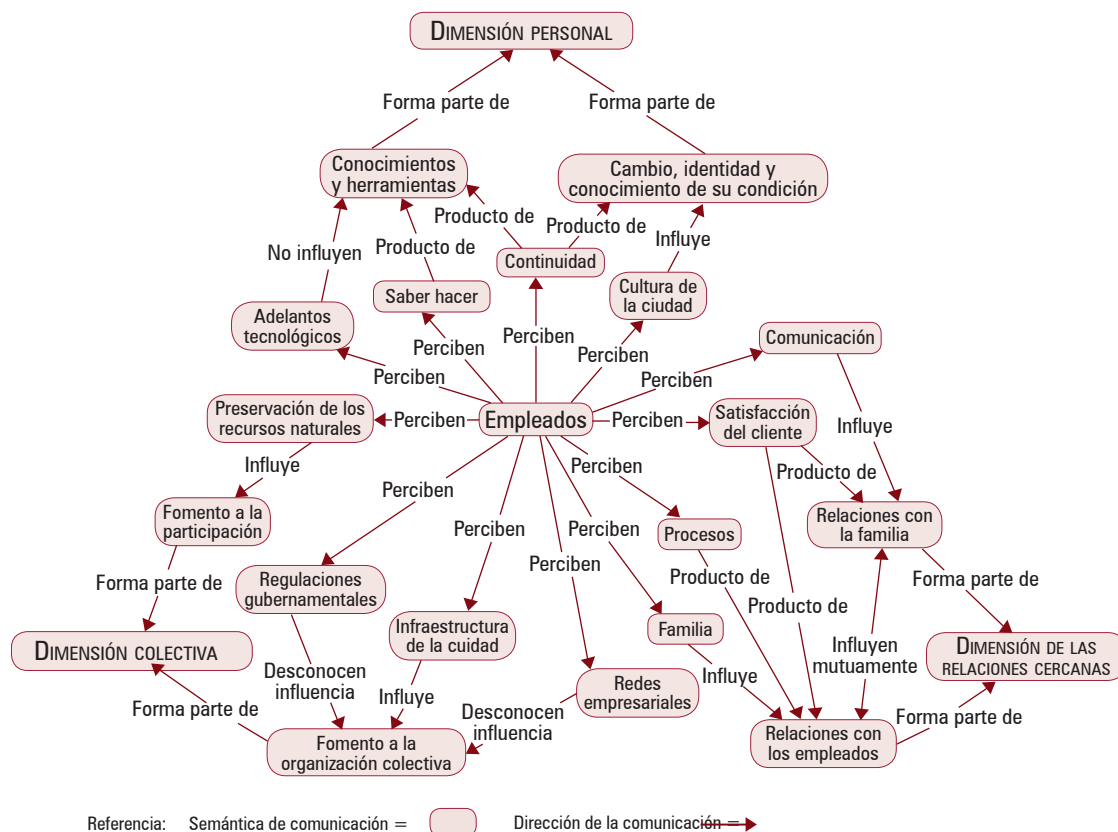 DIMENSIÓN PERSONAL
Forma parte de
Forma parte de
Conocimientos
y herramientas
Cambio, identidad y
conocimiento de su condición
Producto de
Producto de
No influyen
Producto de
Influye
Continuidad
Saber hacer
Cultura de
la ciudad
Adelantos
tecnológicos
Perciben
Perciben
Perciben
Perciben
Comunicación
Perciben
Preservación de los
recursos naturales
Perciben
Empleados
Perciben
Satisfacción
del cliente
Influye
Influye
Perciben
Perciben
Producto de
Fomento a la
participación
Perciben
Perciben
Procesos
Relaciones con
la familia
Perciben
Forma parte de
Regulaciones
gubernamentales
Producto de
Forma parte de
Producto de
Infraestructura
de la cuidad
Familia
DIMENSIÓN COLECTIVA
Influyen
mutuamente
DIMENSIÓN DE LAS
RELACIONES CERCANAS
Desconocen
influencia
Influye
Redes
empresariales
Influye
Forma parte de
Desconocen
influencia
Forma parte de
Fomento a la
organización colectiva
Relaciones con
los empleados
Referencia: Semántica de comunicación = Dirección de la comunicación =